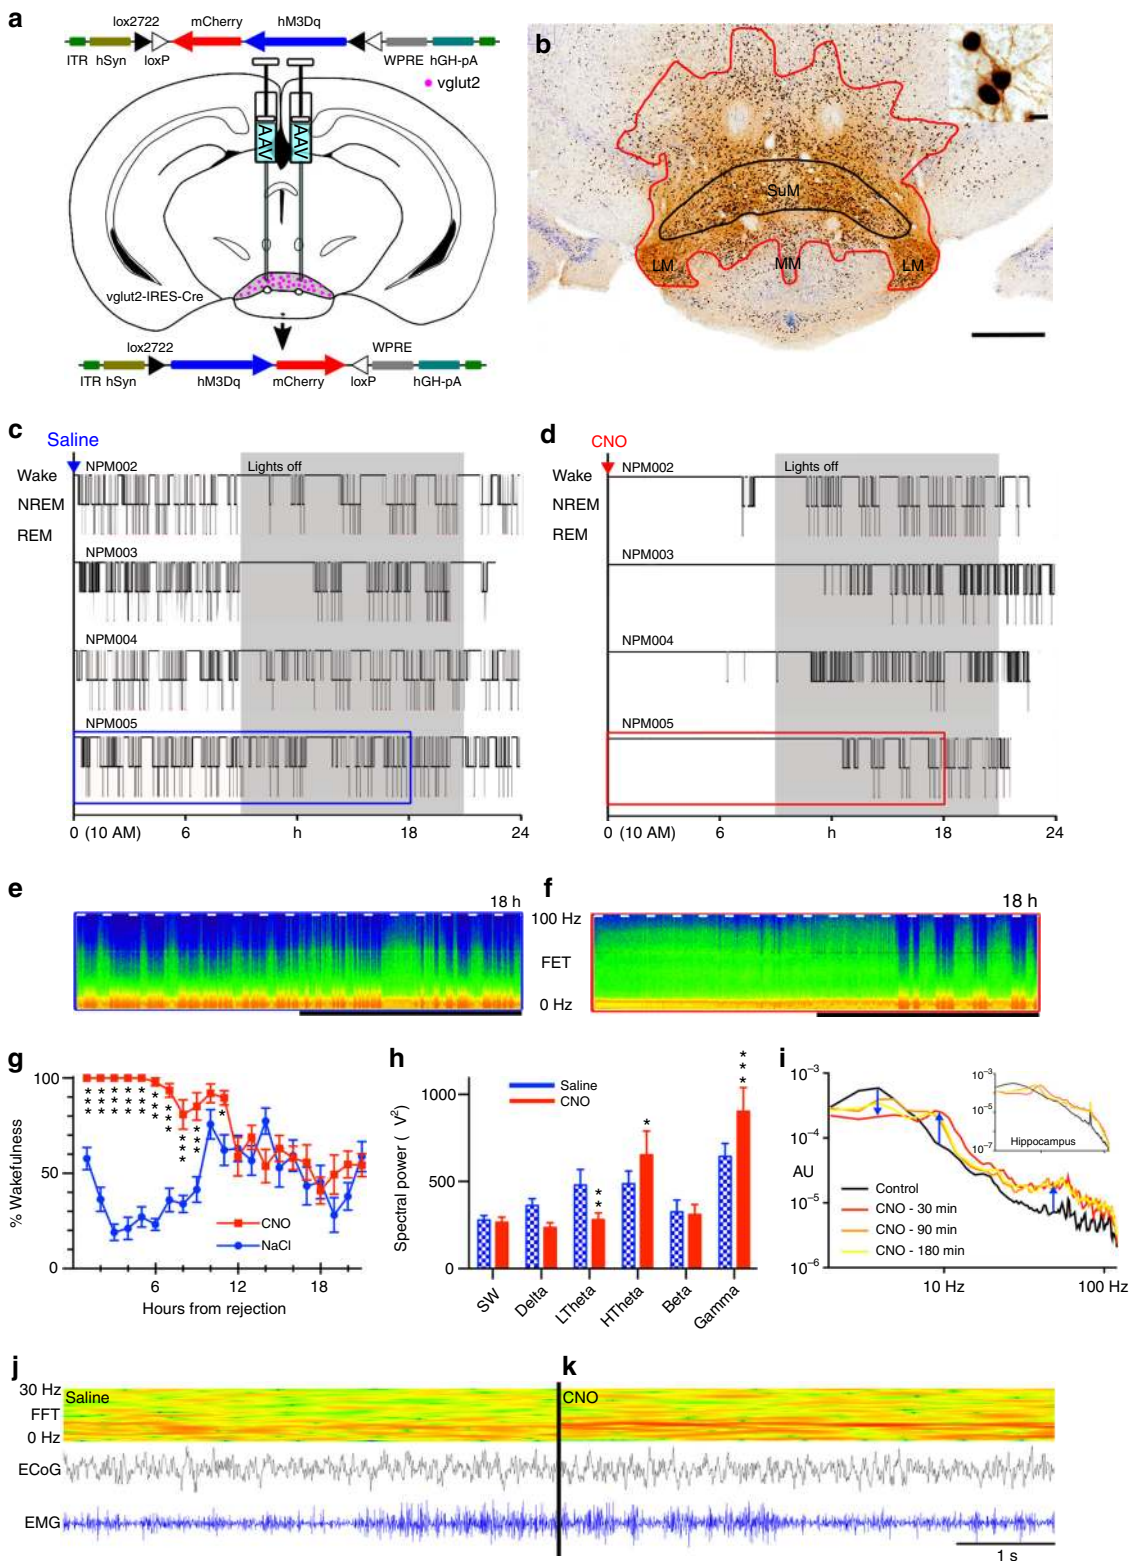 a
lox2722 mCherry hM3Dq
ITR hSyn loxP WPRE hGH-pA
vglut2
AAV AAV
vglut2-IRES-Cre
lox2722 WPRE
ITR hSyn hM3Dq mCherry loxP hGH-pA
b
SuM
LM MM LM
c
Saline
NPM002 Lights off
Wake
NREM
REM
NPM003
NPM004
NPM005
0 (10 AM) 6 h 18 24
d
CNO
NPM002 Lights off
Wake
NREM
REM
NPM003
NPM004
NPM005
0 (10 AM) 6 h 18 24
e
18 h
f
18 h
100 Hz
FET
0 Hz
g
% Wakefulness
100
50
0
*** *** *** *** *** *** *** *** ** *
CNO
NaCl
6 12 18
Hours from rejection
h
Spectral power ( V²)
1000
500
0
Saline
CNO
** * ***
SW Delta LTheta HTheta Beta Gamma
i
10⁻³
10⁻⁴
AU
10⁻⁵
10⁻⁶
10⁻³
10⁻⁵
10⁻⁷
Hippocampus
Control
CNO - 30 min
CNO - 90 min
CNO - 180 min
10 Hz 100 Hz
j
k
30 Hz
FFT
0 Hz
Saline
CNO
ECoG
EMG
1 s